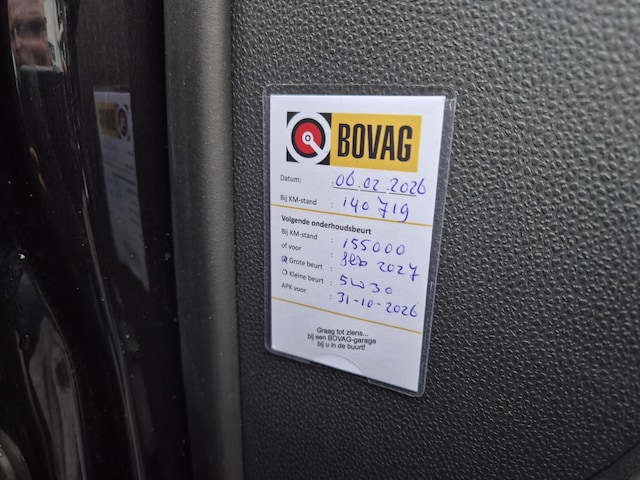 BOVAG
Datum: 06.02.2026
Bij KM-stand : 140 719
Volgende onderhoudsbeurt
Bij KM-stand : 155000
of voor : feb 2027
Grote beurt :
Kleine beurt : 5W30
APK voor : 31-10-2026
Graag tot ziens...
bij een BOVAG-garage
bij u in de buurt!